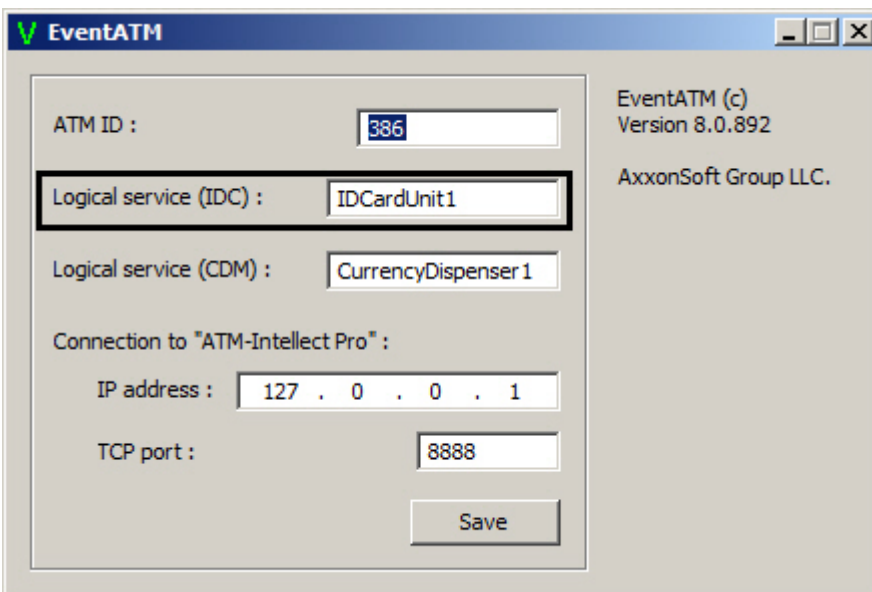 EventATM
ATM ID :
386
Logical service (IDC) :
IDCardUnit1
Logical service (CDM) :
CurrencyDispenser1
Connection to "ATM-Intellect Pro" :
IP address :
127 . 0 . 0 . 1
TCP port :
8888
Save
EventATM (c)
Version 8.0.892
AxxonSoft Group LLC.